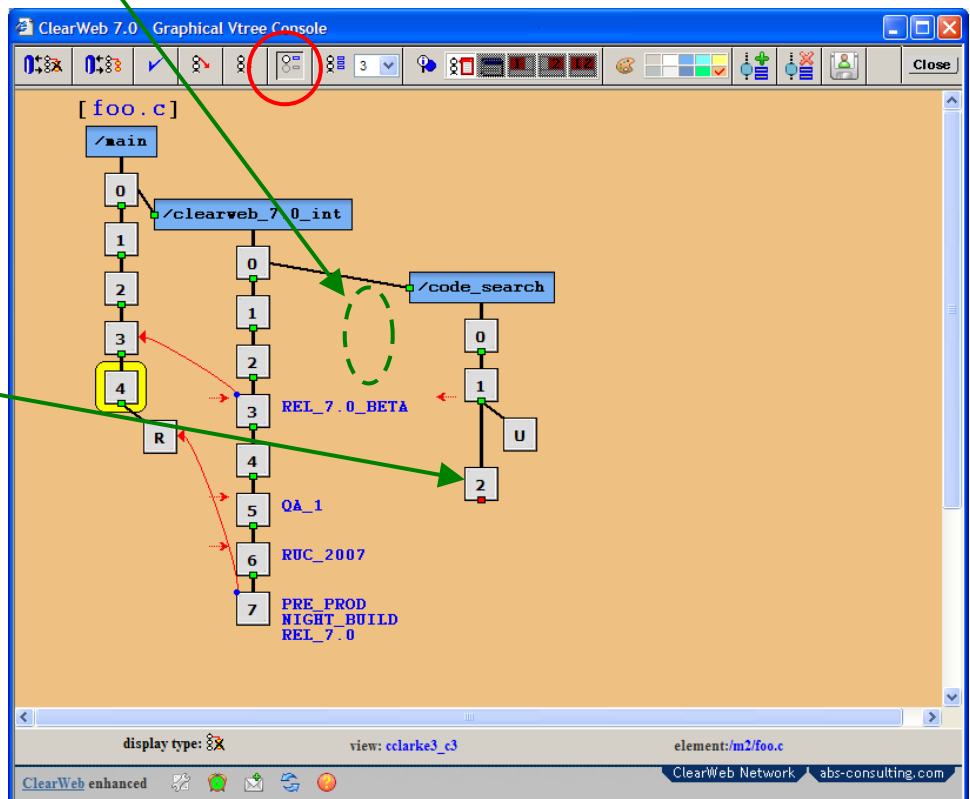 ClearWeb 7.0 Graphical Vtree Console
3
Close
[foo.c]
/main
0
/clearweb_7.0_int
1
0
/code_search
2
1
0
3
2
1
4
3
REL_7.0_BETA
R
U
4
2
5
QA_1
6
RUC_2007
7
PRE_PROD
NIGHT_BUILD
REL_7.0
display type:
view: cclarke3_c3
element:/m2/foo.c
ClearWeb enhanced
ClearWeb Network
abs-consulting.com